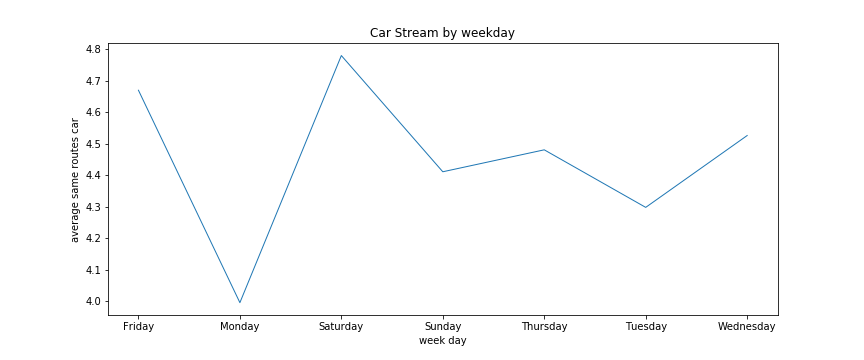 Car Stream by weekday
average same routes car
4.8
4.7
4.6
4.5
4.4
4.3
4.2
4.1
4.0
Friday Monday Saturday Sunday Thursday Tuesday Wednesday
week day